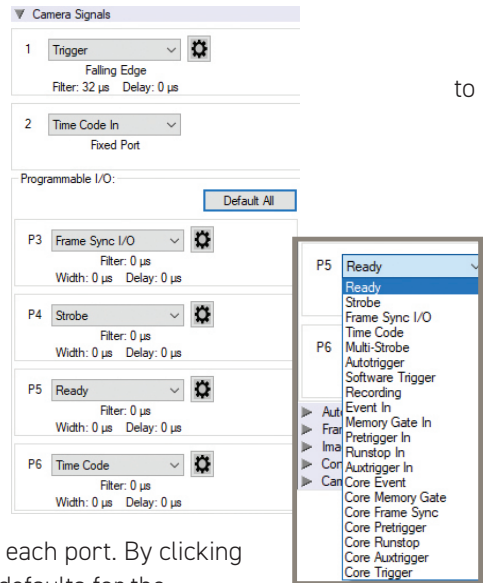 Camera Signals
1 Trigger
Falling Edge
Filter: 32 µs Delay: 0 µs
to
2 Time Code In
Fixed Port
Programmable I/O:
Default All
P3 Frame Sync I/O
Filter: 0 µs
Width: 0 µs Delay: 0 µs
P4 Strobe
Filter: 0 µs
Width: 0 µs Delay: 0 µs
P5 Ready
Filter: 0 µs
Width: 0 µs Delay: 0 µs
P6 Time Code
Filter: 0 µs
Width: 0 µs Delay: 0 µs
P5 Ready
Ready
Strobe
Frame Sync I/O
Time Code
P6 Multi-Strobe
Autotrigger
Software Trigger
Recording
Event In
Memory Gate In
Pretrigger In
Runstop In
Auxtrigger In
Core Event
Core Memory Gate
Core Frame Sync
Core Pretrigger
Core Runstop
Core Auxtrigger
Core Trigger
each port. By clicking
defaults for the